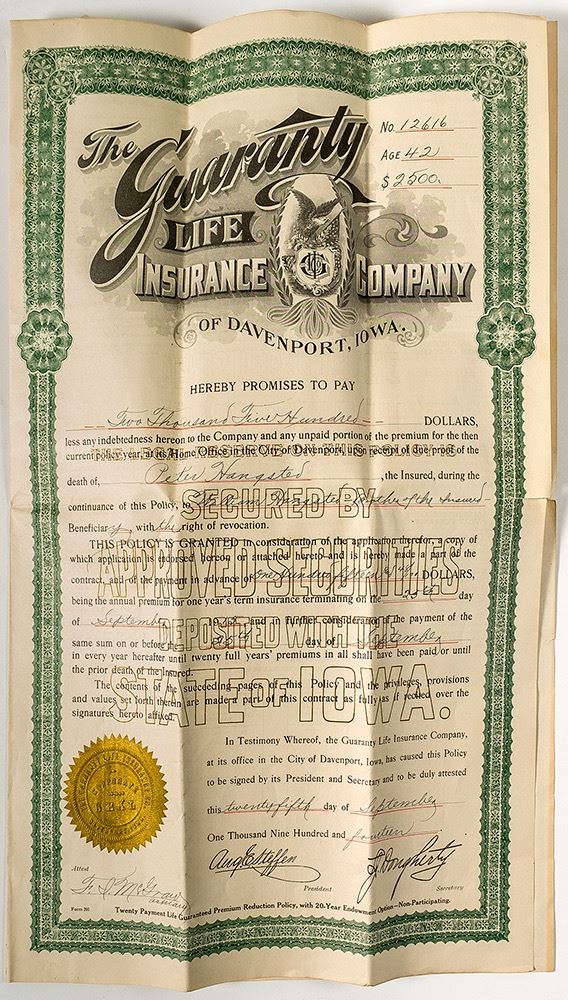 The Guaranty
No. 12616
AGE 42
$ 2500.
LIFE
INSURANCE COMPANY
OF DAVENPORT, IOWA.
HEREBY PROMISES TO PAY
Two Thousand Five Hundred DOLLARS,
less any indebtedness hereon to the Company and any unpaid portion of the premium for the then
current policy year, at its Home Office in the City of Davenport, upon receipt of due proof of the
death of, Peter Hangsted, the Insured, during the
continuance of this Policy, to Mother of the Insured
Beneficiary, with the right of revocation.
SECURED BY
THIS POLICY IS GRANTED in consideration of the application therefor, a copy of
which application is endorsed hereon or attached hereto and is hereby made a part of the
APPROVED SECURITIES
contract, and of the payment in advance of One Hundred DOLLARS,
being the annual premium for one year's term insurance terminating on the 25th day
of September and in further consideration of the payment of the
DEPOSITED WITH THE
same sum on or before the 25th day of September
in every year hereafter until twenty full years' premiums in all shall have been paid or until
the prior death of the Insured.
The contents of the succeeding pages of this Policy and the privileges, provisions
and values set forth therein are made a part of this contract as fully as if recited over the
STATE OF IOWA.
signatures hereto affixed.
In Testimony Whereof, the Guaranty Life Insurance Company,
at its office in the City of Davenport, Iowa, has caused this Policy
to be signed by its President and Secretary and to be duly attested
this twenty fifth day of September
One Thousand Nine Hundred and fourteen
CORPORATE
SEAL
Attest
President
L. J. Dougherty
Secretary
Form 201
Twenty Payment Life Guaranteed Premium Reduction Policy, with 20-Year Endowment Option—Non-Participating.